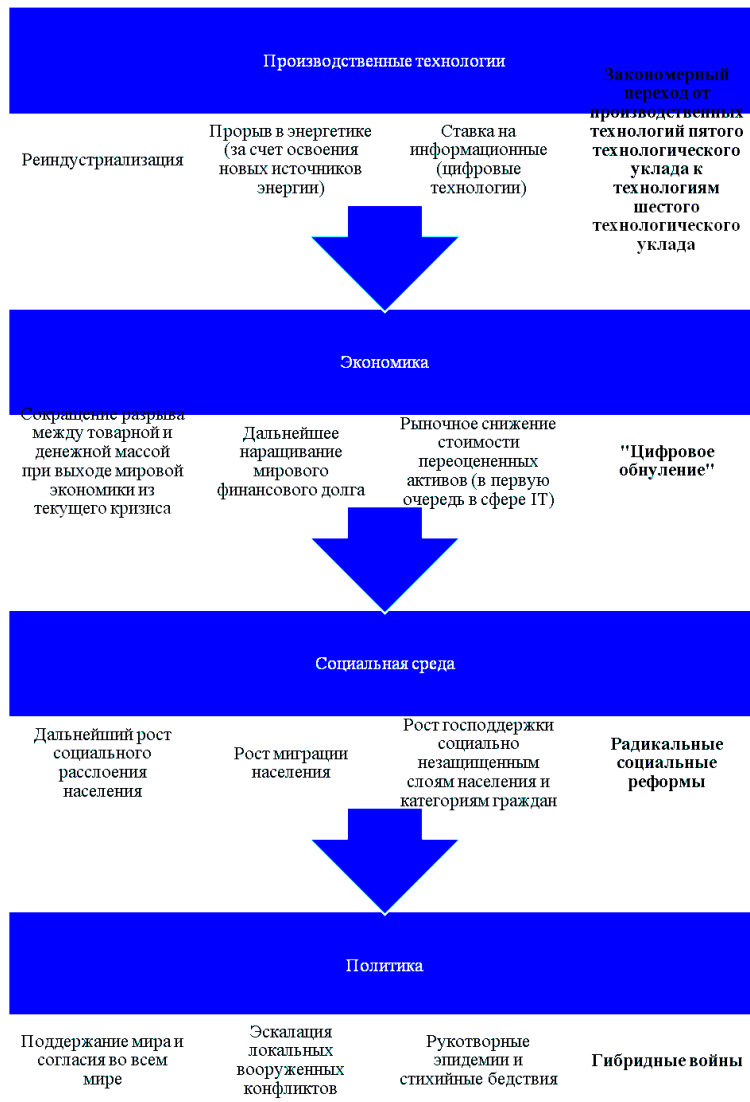 Производственные технологии
Реиндустриализация
Прорыв в энергетике
(за счет освоения
новых источников
энергии)
Ставка на
информационные
(цифровые
технологии)
Закономерный
переход от
производственных
технологий пятого
технологического
уклада к
технологиям
шестого
технологического
уклада
Экономика
Сокращение разрыва
между товарной и
денежной массой
при выходе мировой
экономики из
текущего кризиса
Дальнейшее
наращивание
мирового
финансового долга
Рыночное снижение
стоимости
переоцененных
активов (в первую
очередь в сфере IT)
"Цифровое
обнуление"
Социальная среда
Дальнейший рост
социального
расслоения
населения
Рост миграции
населения
Рост господдержки
социально
незащищенным
слоям населения и
категориям граждан
Радикальные
социальные
реформы
Политика
Поддержание мира и
согласия во всем
мире
Эскалация
локальных
вооруженных
конфликтов
Рукотворные
эпидемии и
стихийные бедствия
Гибридные войны